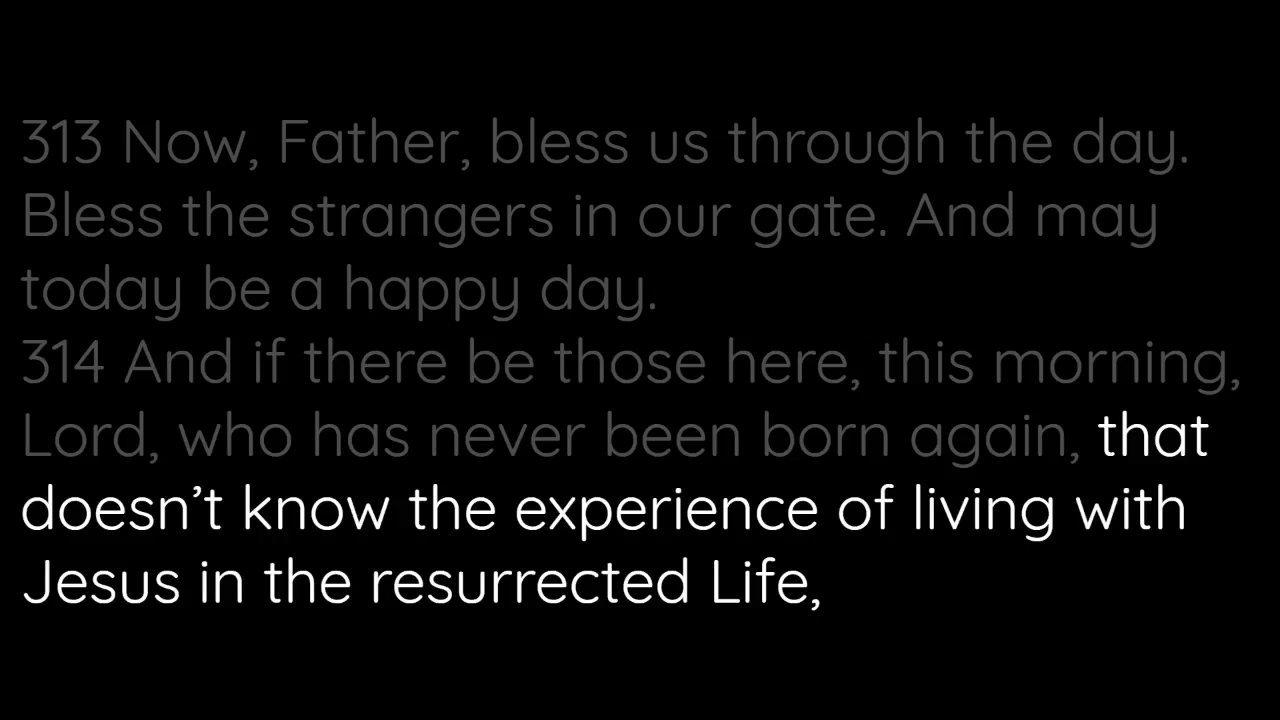 313 Now, Father, bless us through the day.
Bless the strangers in our gate. And may
today be a happy day.
314 And if there be those here, this morning,
Lord, who has never been born again, that
doesn’t know the experience of living with
Jesus in the resurrected Life,